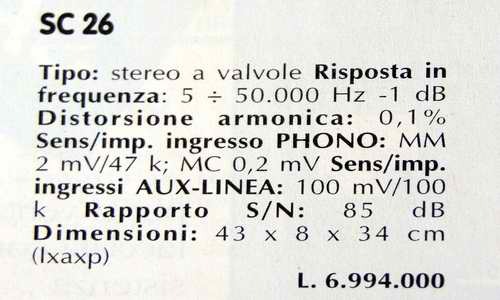 SC 26
Tipo: stereo a valvole Risposta in
frequenza: 5 ÷ 50.000 Hz -1 dB
Distorsione armonica: 0,1%
Sens/imp. ingresso PHONO: MM
2 mV/47 k; MC 0,2 mV Sens/imp.
ingressi AUX-LINEA: 100 mV/100
k Rapporto S/N: 85 dB
Dimensioni: 43 x 8 x 34 cm
(lxaxp)
L. 6.994.000